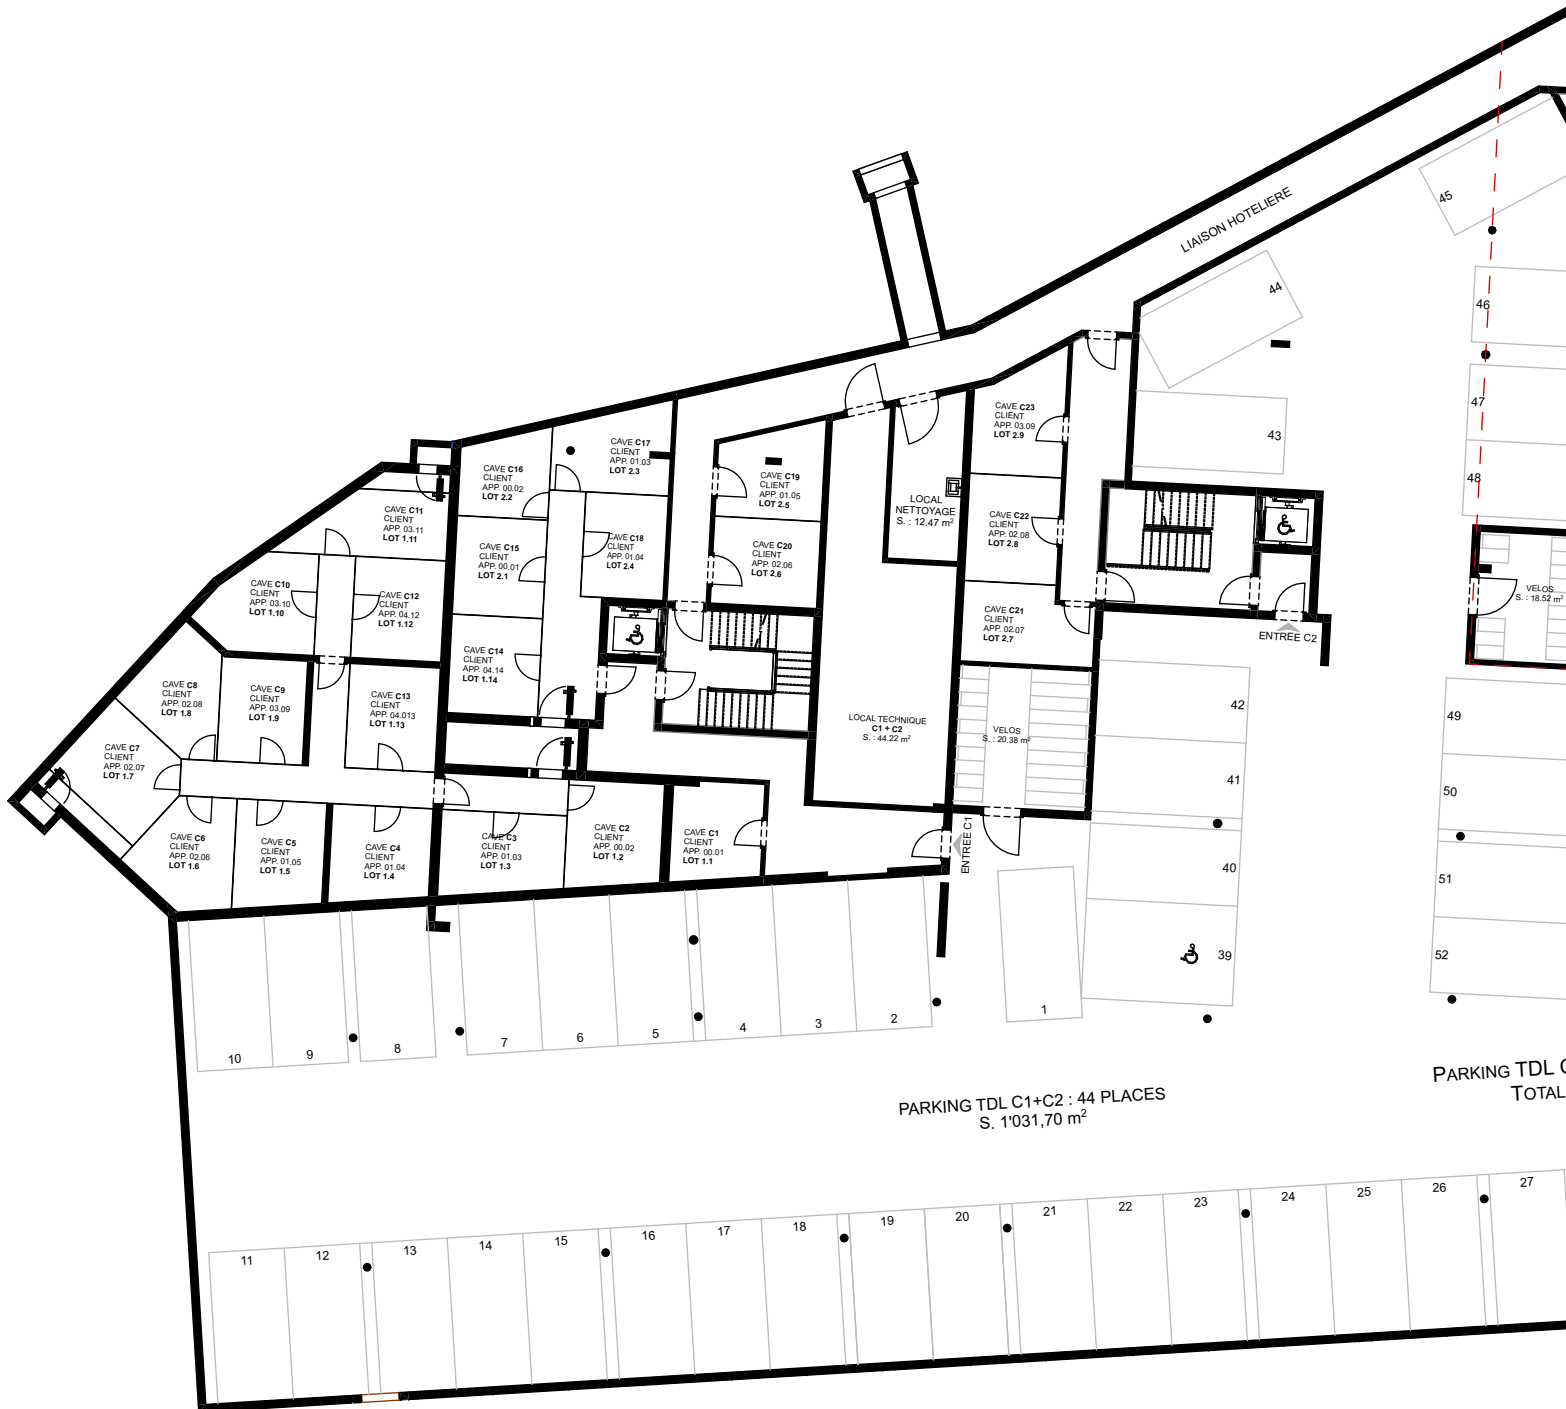 LIAISON HOTELIERE
45
44
46
47
43
48
CAVE C23
CLIENT
APP. 03.09
LOT 2.9
CAVE C17
CLIENT
APP. 01.03
LOT 2.3
CAVE C16
CLIENT
APP. 00.02
LOT 2.2
CAVE C19
CLIENT
APP. 01.05
LOT 2.5
LOCAL
NETTOYAGE
S. : 12.47 m²
CAVE C22
CLIENT
APP. 02.08
LOT 2.8
CAVE C11
CLIENT
APP. 03.11
LOT 1.11
CAVE C15
CLIENT
APP. 00.01
LOT 2.1
CAVE C18
CLIENT
APP. 01.04
LOT 2.4
CAVE C20
CLIENT
APP. 02.06
LOT 2.6
CAVE C10
CLIENT
APP. 03.10
LOT 1.10
CAVE C12
CLIENT
APP. 04.12
LOT 1.12
CAVE C21
CLIENT
APP. 02.07
LOT 2.7
VELOS
S. : 18.52 m²
ENTREE C2
CAVE C14
CLIENT
APP. 04.14
LOT 1.14
CAVE C8
CLIENT
APP. 02.08
LOT 1.8
CAVE C9
CLIENT
APP. 03.09
LOT 1.9
CAVE C13
CLIENT
APP. 04.013
LOT 1.13
LOCAL TECHNIQUE
C1 + C2
S. : 44.22 m²
VELOS
S. : 20.38 m²
42
49
CAVE C7
CLIENT
APP. 02.07
LOT 1.7
41
50
CAVE C6
CLIENT
APP. 02.06
LOT 1.6
CAVE C5
CLIENT
APP. 01.05
LOT 1.5
CAVE C4
CLIENT
APP. 01.04
LOT 1.4
CAVE C3
CLIENT
APP. 01.03
LOT 1.3
CAVE C2
CLIENT
APP. 00.02
LOT 1.2
CAVE C1
CLIENT
APP. 00.01
LOT 1.1
ENTREE C1
40
51
39
52
10
9
8
7
6
5
4
3
2
1
PARKING TDL C1+C2 : 44 PLACES
S. 1'031,70 m²
PARKING TDL C
TOTAL
11
12
13
14
15
16
17
18
19
20
21
22
23
24
25
26
27